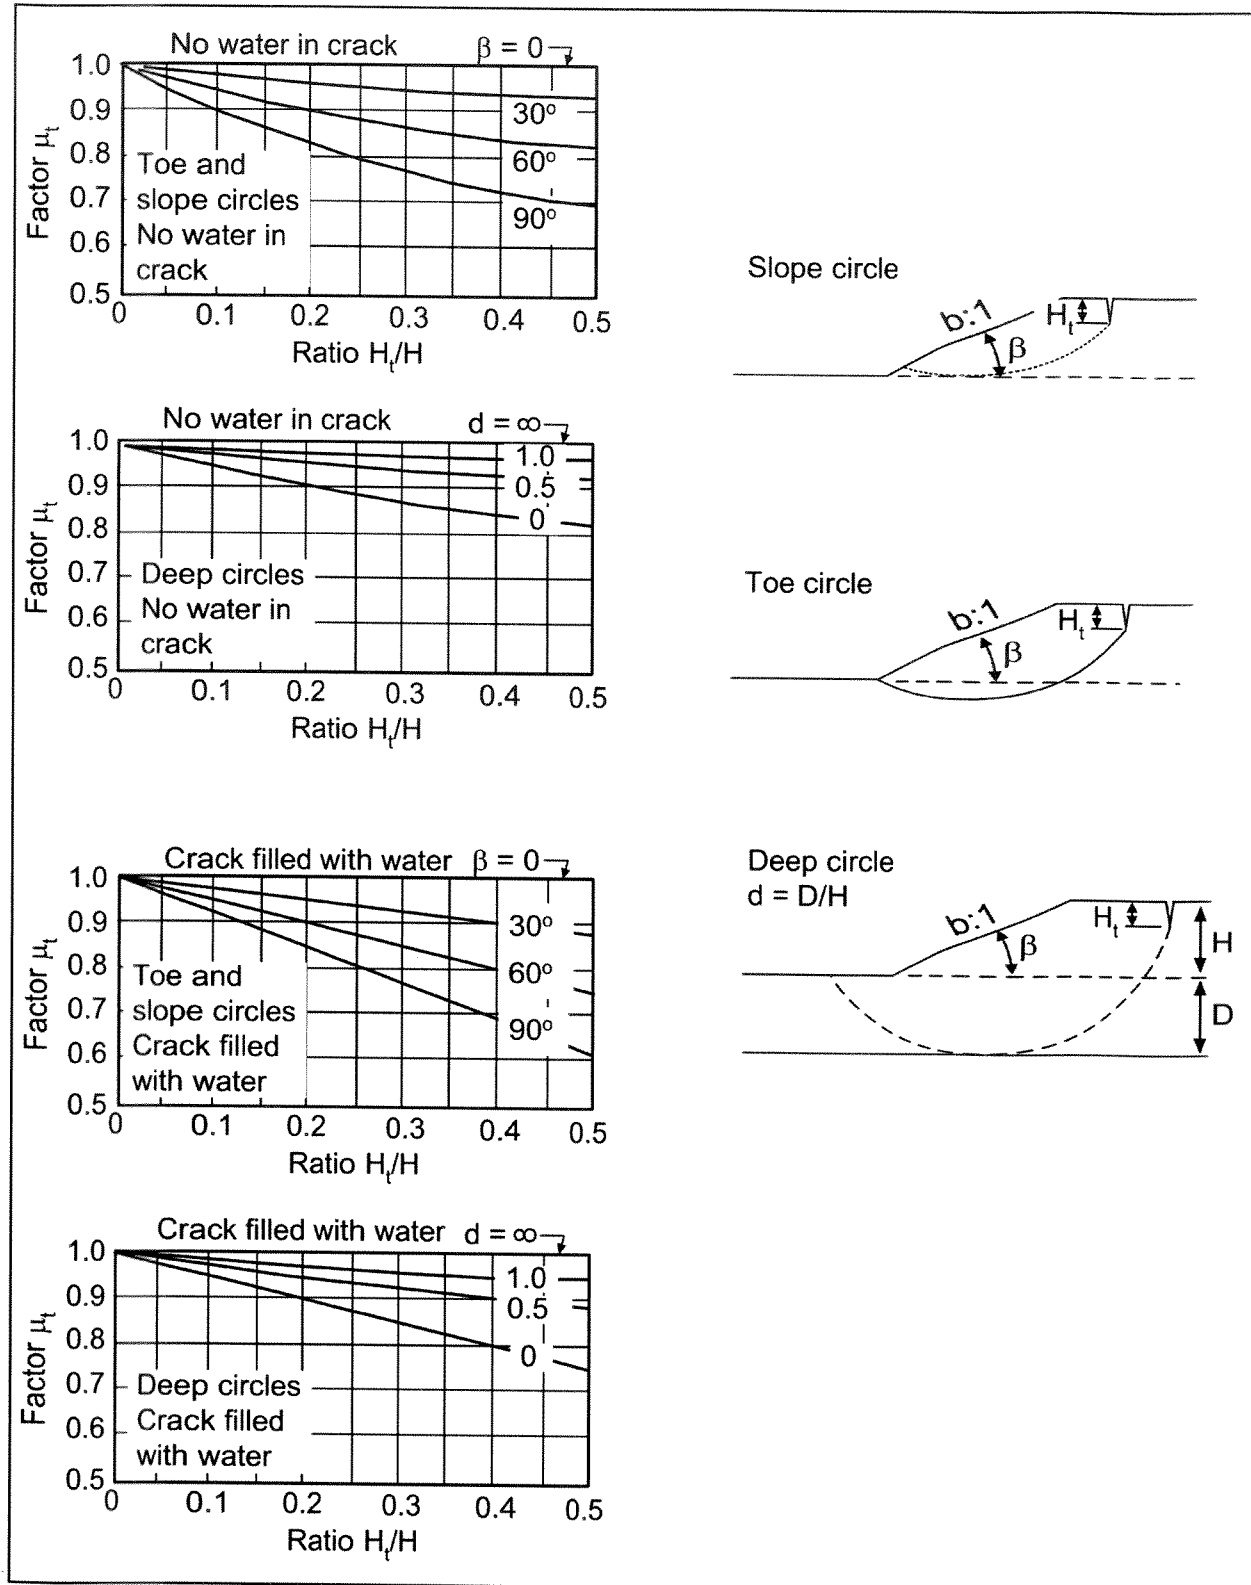 No water in crack β = 0
1.0
0.9
0.8
0.7
0.6
0.5
Factor μt
30º
60º
90º
Toe and
slope circles
No water in
crack
0 0.1 0.2 0.3 0.4 0.5
Ratio Ht/H
No water in crack d = ∞
1.0
0.9
0.8
0.7
0.6
0.5
Factor μt
1.0
0.5
0
Deep circles
No water in
crack
0 0.1 0.2 0.3 0.4 0.5
Ratio Ht/H
Crack filled with water β = 0
1.0
0.9
0.8
0.7
0.6
0.5
Factor μt
30º
60º
90º
Toe and
slope circles
Crack filled
with water
0 0.1 0.2 0.3 0.4 0.5
Ratio Ht/H
Crack filled with water d = ∞
1.0
0.9
0.8
0.7
0.6
0.5
Factor μt
1.0
0.5
0
Deep circles
Crack filled
with water
0 0.1 0.2 0.3 0.4 0.5
Ratio Ht/H
Slope circle
b:1
Ht
β
Toe circle
b:1
Ht
β
Deep circle
d = D/H
b:1
Ht
H
β
D